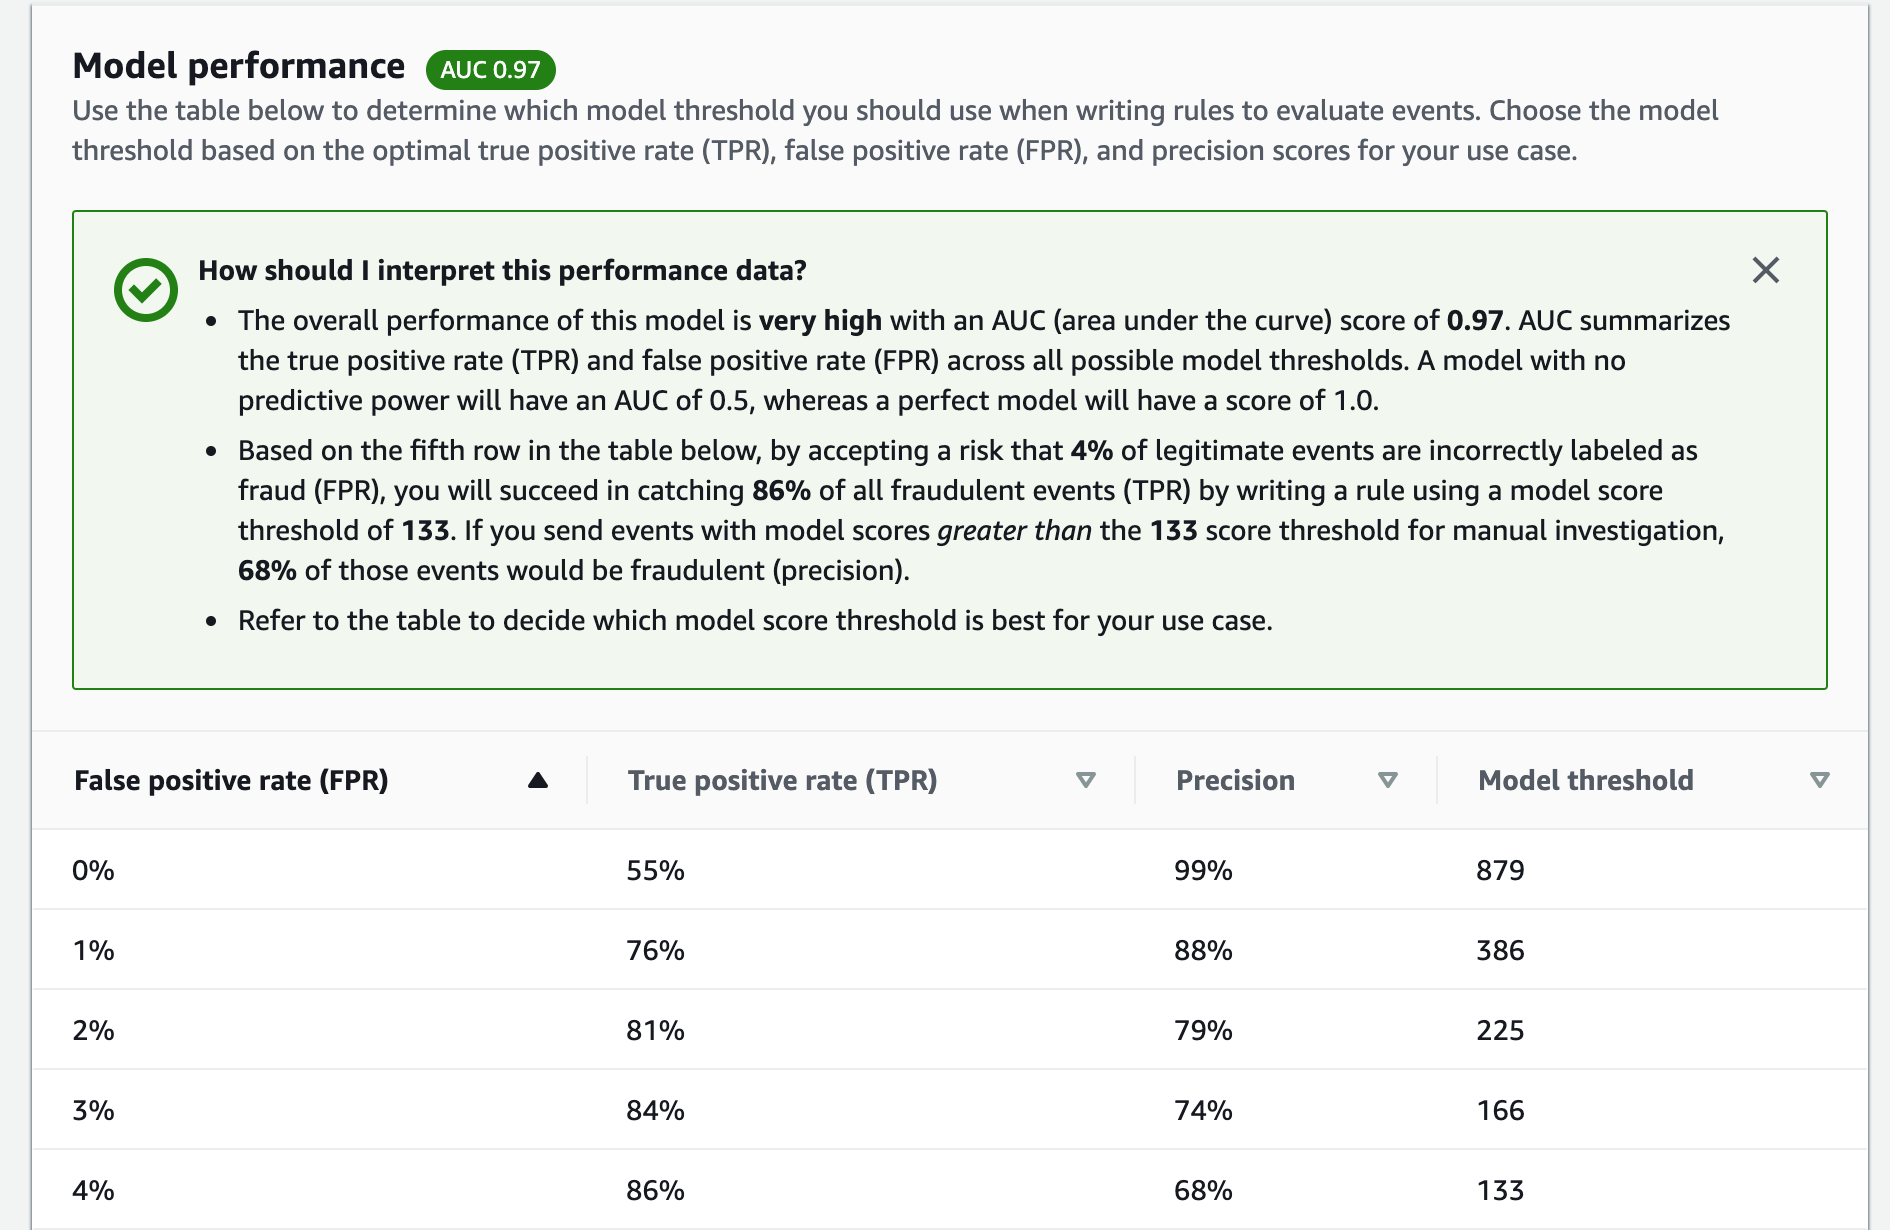 Model performance AUC 0.97
Use the table below to determine which model threshold you should use when writing rules to evaluate events. Choose the model
threshold based on the optimal true positive rate (TPR), false positive rate (FPR), and precision scores for your use case.
How should I interpret this performance data?
• The overall performance of this model is very high with an AUC (area under the curve) score of 0.97. AUC summarizes
the true positive rate (TPR) and false positive rate (FPR) across all possible model thresholds. A model with no
predictive power will have an AUC of 0.5, whereas a perfect model will have a score of 1.0.
• Based on the fifth row in the table below, by accepting a risk that 4% of legitimate events are incorrectly labeled as
fraud (FPR), you will succeed in catching 86% of all fraudulent events (TPR) by writing a rule using a model score
threshold of 133. If you send events with model scores greater than the 133 score threshold for manual investigation,
68% of those events would be fraudulent (precision).
• Refer to the table to decide which model score threshold is best for your use case.
False positive rate (FPR) True positive rate (TPR) Precision Model threshold
0% 55% 99% 879
1% 76% 88% 386
2% 81% 79% 225
3% 84% 74% 166
4% 86% 68% 133